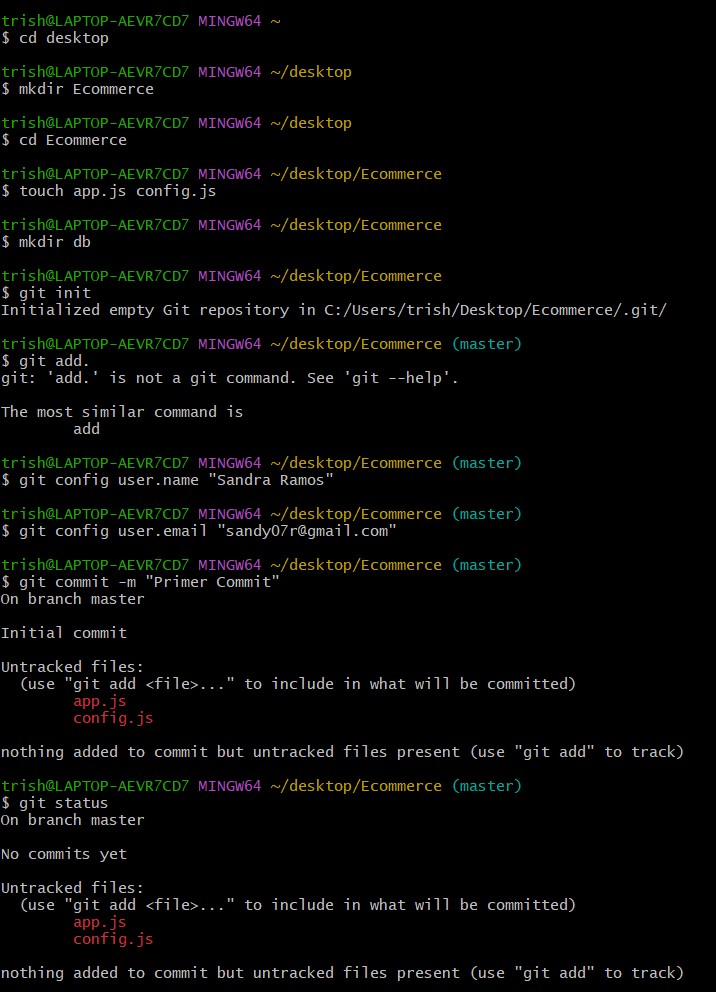 trish@LAPTOP-AEVR7CD7 MINGW64 ~
$ cd desktop
trish@LAPTOP-AEVR7CD7 MINGW64 ~/desktop
$ mkdir Ecommerce
trish@LAPTOP-AEVR7CD7 MINGW64 ~/desktop
$ cd Ecommerce
trish@LAPTOP-AEVR7CD7 MINGW64 ~/desktop/Ecommerce
$ touch app.js config.js
trish@LAPTOP-AEVR7CD7 MINGW64 ~/desktop/Ecommerce
$ mkdir db
trish@LAPTOP-AEVR7CD7 MINGW64 ~/desktop/Ecommerce
$ git init
Initialized empty Git repository in C:/Users/trish/Desktop/Ecommerce/.git/
trish@LAPTOP-AEVR7CD7 MINGW64 ~/desktop/Ecommerce (master)
$ git add.
git: 'add.' is not a git command. See 'git --help'.
The most similar command is
add
trish@LAPTOP-AEVR7CD7 MINGW64 ~/desktop/Ecommerce (master)
$ git config user.name "Sandra Ramos"
trish@LAPTOP-AEVR7CD7 MINGW64 ~/desktop/Ecommerce (master)
$ git config user.email "sandy07r@gmail.com"
trish@LAPTOP-AEVR7CD7 MINGW64 ~/desktop/Ecommerce (master)
$ git commit -m "Primer Commit"
On branch master
Initial commit
Untracked files:
(use "git add <file>..." to include in what will be committed)
app.js
config.js
nothing added to commit but untracked files present (use "git add" to track)
trish@LAPTOP-AEVR7CD7 MINGW64 ~/desktop/Ecommerce (master)
$ git status
On branch master
No commits yet
Untracked files:
(use "git add <file>..." to include in what will be committed)
app.js
config.js
nothing added to commit but untracked files present (use "git add" to track)